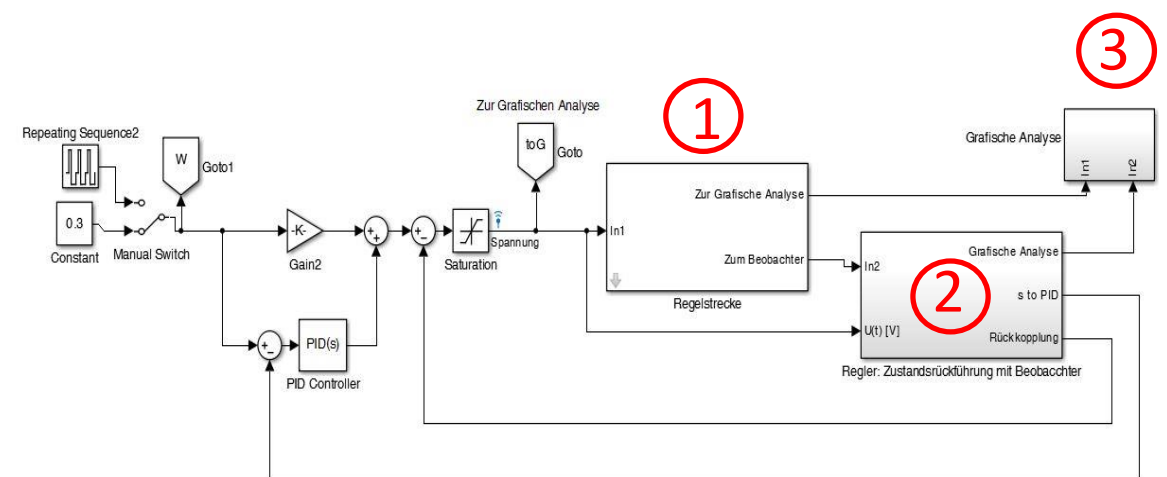 3
1
Zur Grafischen Analyse
Repeating Sequence2
W
Goto1
toG
Goto
Grafische Analyse
In1
In2
0.3
Constant
Manual Switch
-K-
Gain2
Saturation
Spannung
In1
Zur Grafische Analyse
Zum Beobachter
Regelstrecke
In2
U(t) [V]
2
Grafische Analyse
s to PID
Rückkopplung
Regler: Zustandsrückführung mit Beobacchter
PID(s)
PID Controller